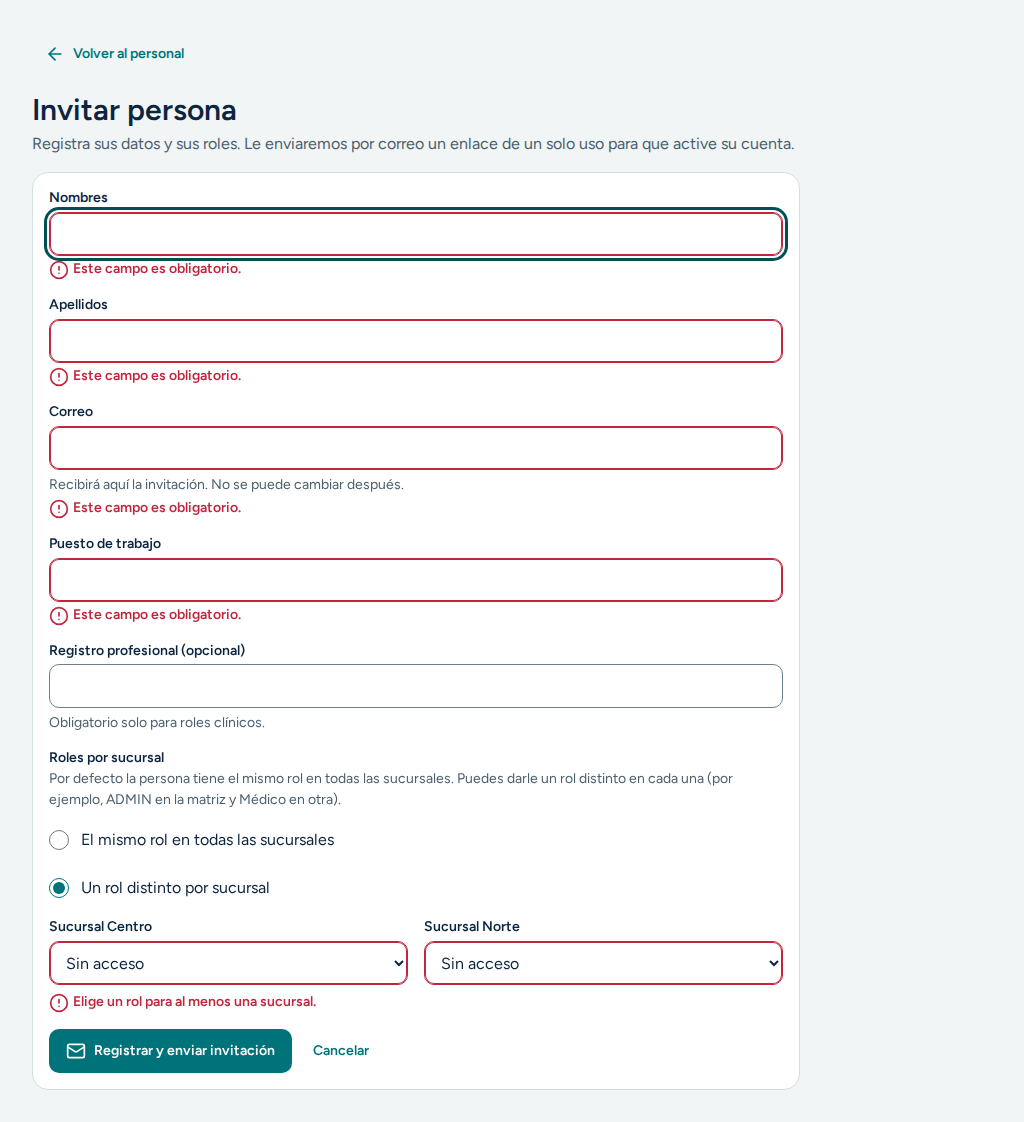 Volver al personal
Invitar persona
Registra sus datos y sus roles. Le enviaremos por correo un enlace de un solo uso para que active su cuenta.
Nombres
Este campo es obligatorio.
Apellidos
Este campo es obligatorio.
Correo
Recibirá aquí la invitación. No se puede cambiar después.
Este campo es obligatorio.
Puesto de trabajo
Este campo es obligatorio.
Registro profesional (opcional)
Obligatorio solo para roles clínicos.
Roles por sucursal
Por defecto la persona tiene el mismo rol en todas las sucursales. Puedes darle un rol distinto en cada una (por
ejemplo, ADMIN en la matriz y Médico en otra).
El mismo rol en todas las sucursales
Un rol distinto por sucursal
Sucursal Centro
Sucursal Norte
Sin acceso
Sin acceso
Elige un rol para al menos una sucursal.
Registrar y enviar invitación
Cancelar